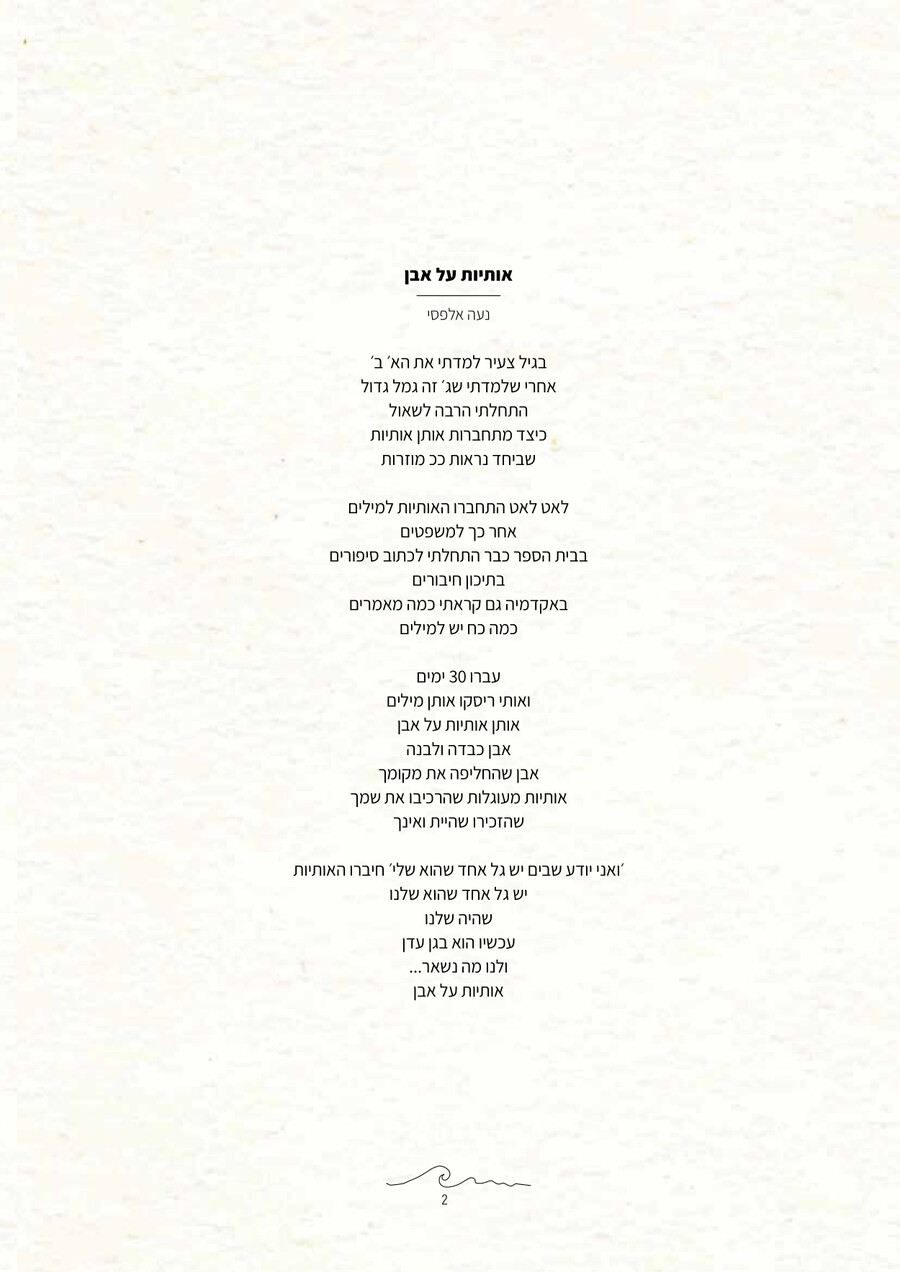 אותיות על אבן
נעה אלפסי
בגיל צעיר למדתי את הא׳ ב׳
אחרי שלמדתי שג׳ זה גמל גדול
התחלתי הרבה לשאול
כיצד מתחברות אותן אותיות
שביחד נראות ככ מוזרות
לאט לאט התחברו האותיות למילים
אחר כך למשפטים
בבית הספר כבר התחלתי לכתוב סיפורים
בתיכון חיבורים
באקדמיה גם קראתי כמה מאמרים
כמה כח יש למילים
עברו 30 ימים
ואותי ריסקו אותן מילים
אותן אותיות על אבן
אבן כבדה ולבנה
אבן שהחליפה את מקומך
אותיות מעוגלות שהרכיבו את שמך
שהזכירו שהיית ואינך
׳ואני יודע שבים יש גל אחד שהוא שלי׳ חיברו האותיות
יש גל אחד שהוא שלנו
שהיה שלנו
עכשיו הוא בגן עדן
ולנו מה נשאר...
אותיות על אבן
2